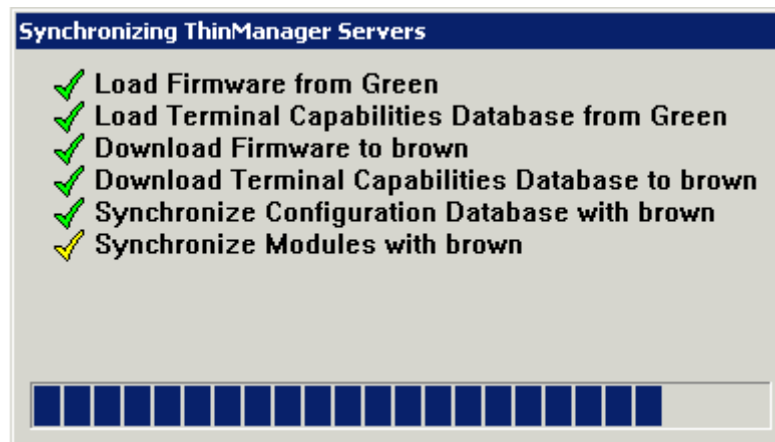 Synchronizing ThinManager Servers
Load Firmware from Green
Load Terminal Capabilities Database from Green
Download Firmware to brown
Download Terminal Capabilities Database to brown
Synchronize Configuration Database with brown
Synchronize Modules with brown